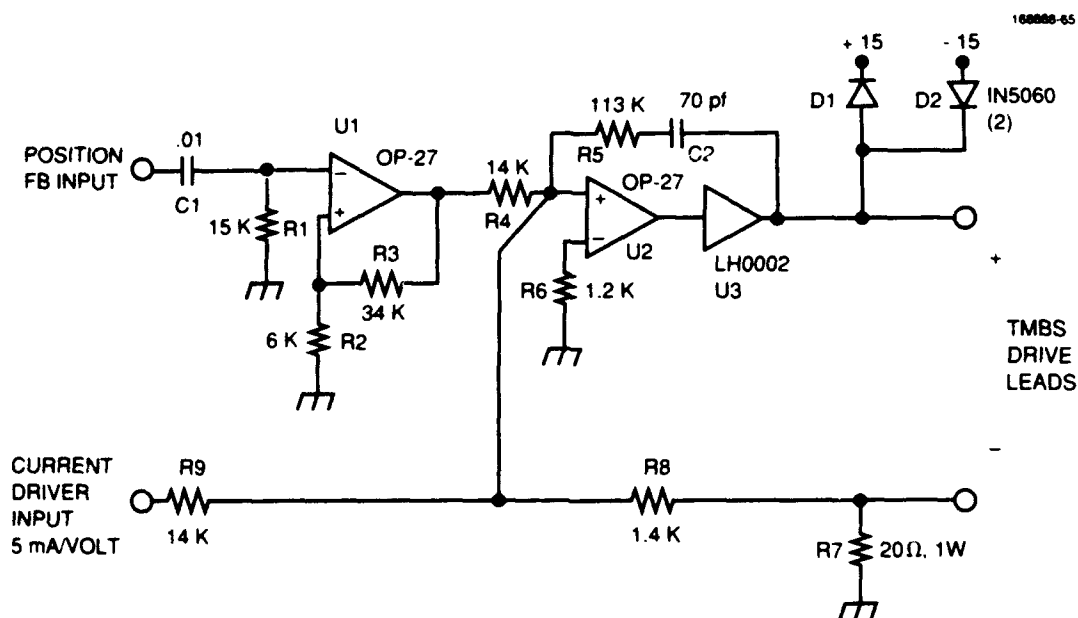 168868-65
+ 15
- 15
D1
D2
IN5060
(2)
113 K
70 pf
R5
C2
U1
OP-27
POSITION
FB INPUT
.01
C1
15 K
R1
−
+
14 K
R4
OP-27
+
−
U2
LH0002
U3
R3
34 K
6 K
R2
R6
1.2 K
+
TMBS
DRIVE
LEADS
−
CURRENT
DRIVER
INPUT
5 mA/VOLT
R9
14 K
R8
1.4 K
R7
20Ω, 1W